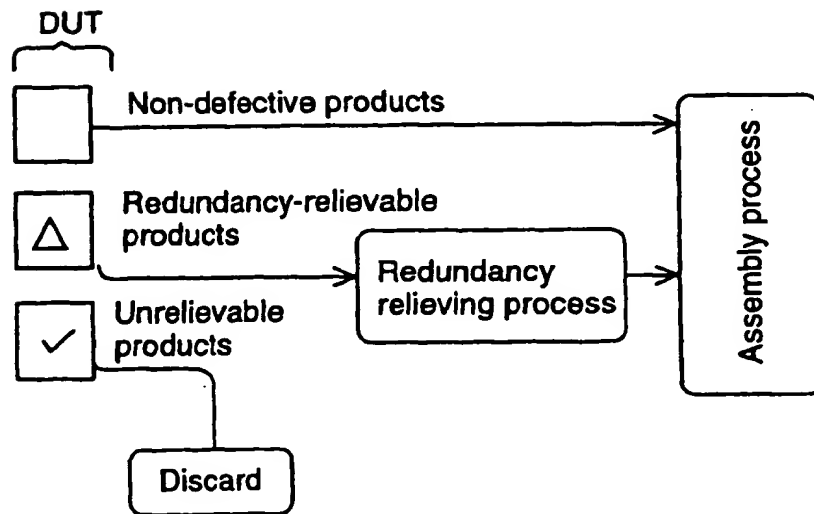 DUT
Non-defective products
Redundancy-relievable
products
Redundancy
relieving process
Unrelievable
products
Discard
Assembly process